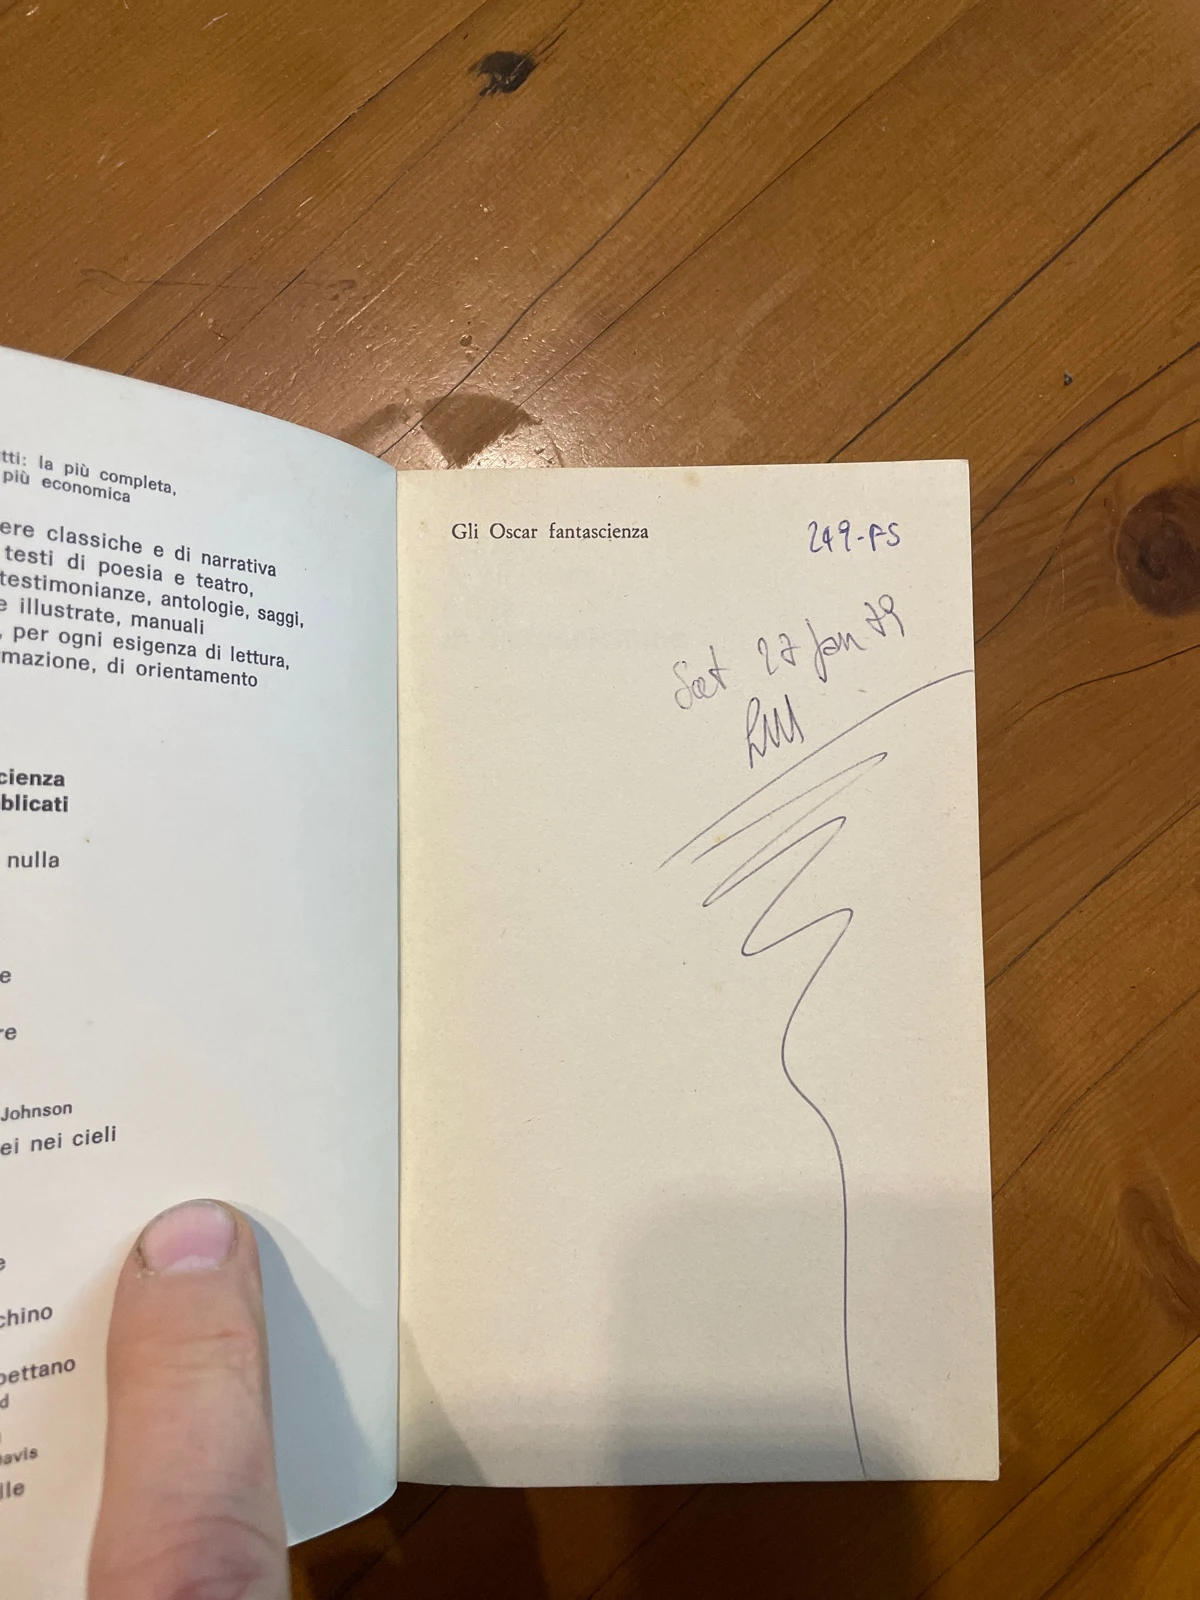 tti: la più completa,
più economica
ere classiche e di narrativa
testi di poesia e teatro,
testimonianze, antologie, saggi,
e illustrate, manuali
, per ogni esigenza di lettura,
rmazione, di orientamento
cienza
blicati
nulla
e
re
Johnson
ei nei cieli
e
chino
pettano
d
avis
ile
Gli Oscar fantascienza
249-FS
Sat 27 Jan 79